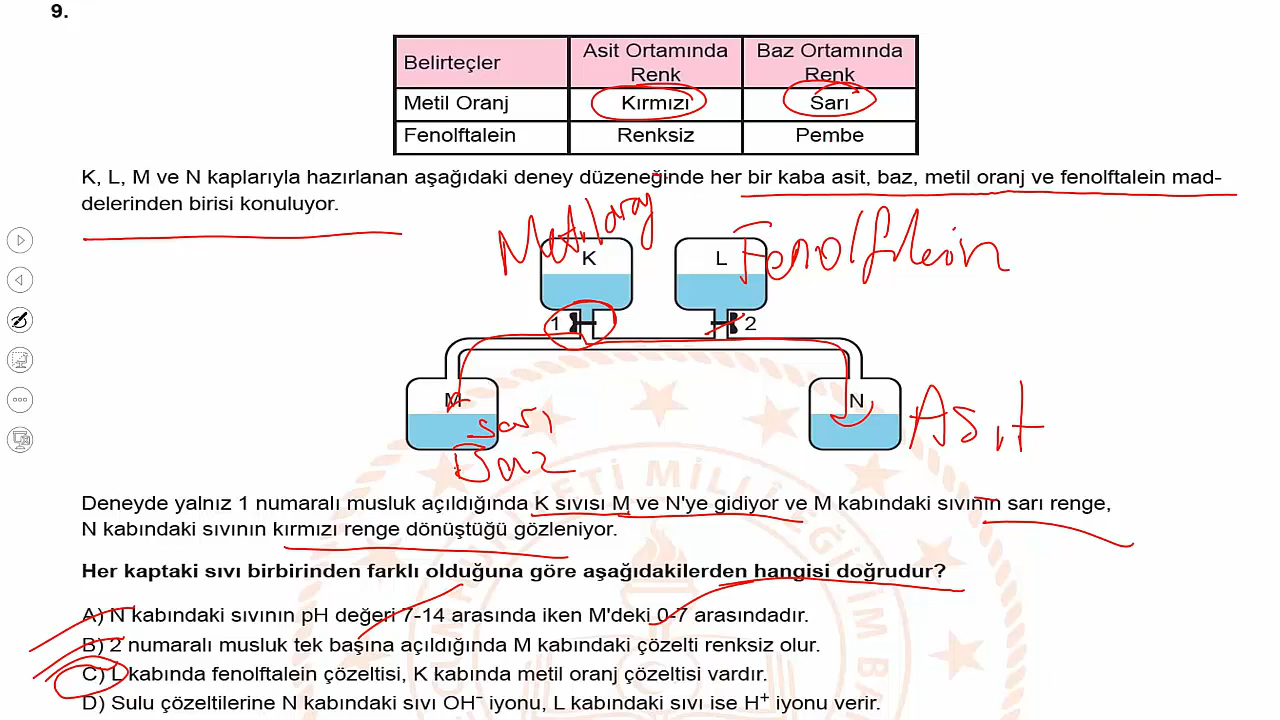 9.
Belirteçler
Asit Ortamında
Renk
Baz Ortamında
Renk
Metil Oranj
Kırmızı
Sarı
Fenolftalein
Renksiz
Pembe
K, L, M ve N kaplarıyla hazırlanan aşağıdaki deney düzeneğinde her bir kaba asit, baz, metil oranj ve fenolftalein mad-
delerinden birisi konuluyor.
Metiloraj
Fenolftlein
K
L
1
2
M
N
Sarı
Baz
Asit
Deneyde yalnız 1 numaralı musluk açıldığında K sıvısı M ve N'ye gidiyor ve M kabındaki sıvının sarı renge,
N kabındaki sıvının kırmızı renge dönüştüğü gözleniyor.
Her kaptaki sıvı birbirinden farklı olduğuna göre aşağıdakilerden hangisi doğrudur?
A) N kabındaki sıvının pH değeri 7-14 arasında iken M'deki 0-7 arasındadır.
B) 2 numaralı musluk tek başına açıldığında M kabındaki çözelti renksiz olur.
C) L kabında fenolftalein çözeltisi, K kabında metil oranj çözeltisi vardır.
D) Sulu çözeltilerine N kabındaki sıvı OH⁻ iyonu, L kabındaki sıvı ise H⁺ iyonu verir.